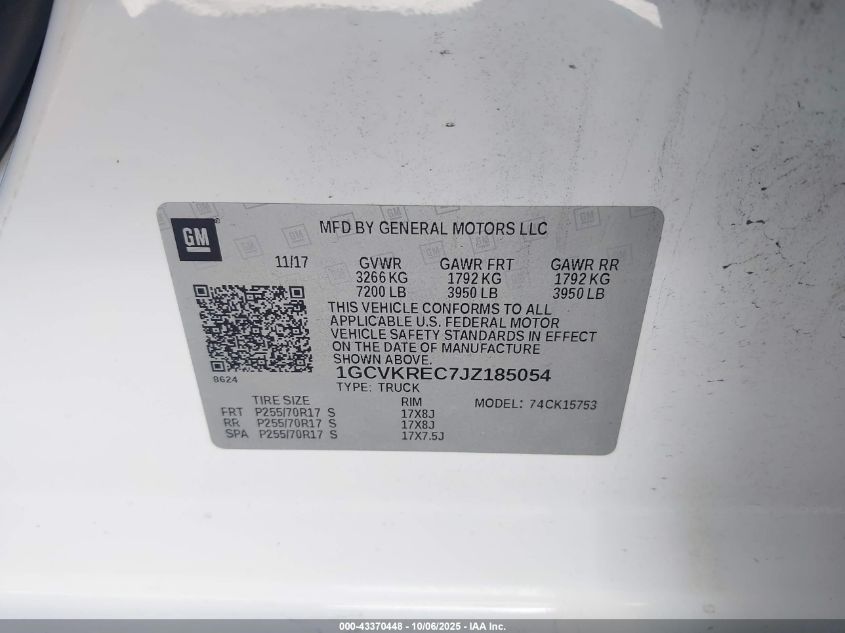 GM
MFD BY GENERAL MOTORS LLC
11/17 GVWR GAWR FRT GAWR RR
3266 KG 1792 KG 1792 KG
7200 LB 3950 LB 3950 LB
THIS VEHICLE CONFORMS TO ALL
APPLICABLE U.S. FEDERAL MOTOR
VEHICLE SAFETY STANDARDS IN EFFECT
ON THE DATE OF MANUFACTURE
SHOWN ABOVE.
8624
1GCVKREC7JZ185054
TYPE: TRUCK
TIRE SIZE RIM MODEL: 74CK15753
FRT P255/70R17 S 17X8J
RR P255/70R17 S 17X8J
SPA P255/70R17 S 17X7.5J
000-43370448 - 10/06/2025 - IAA Inc.